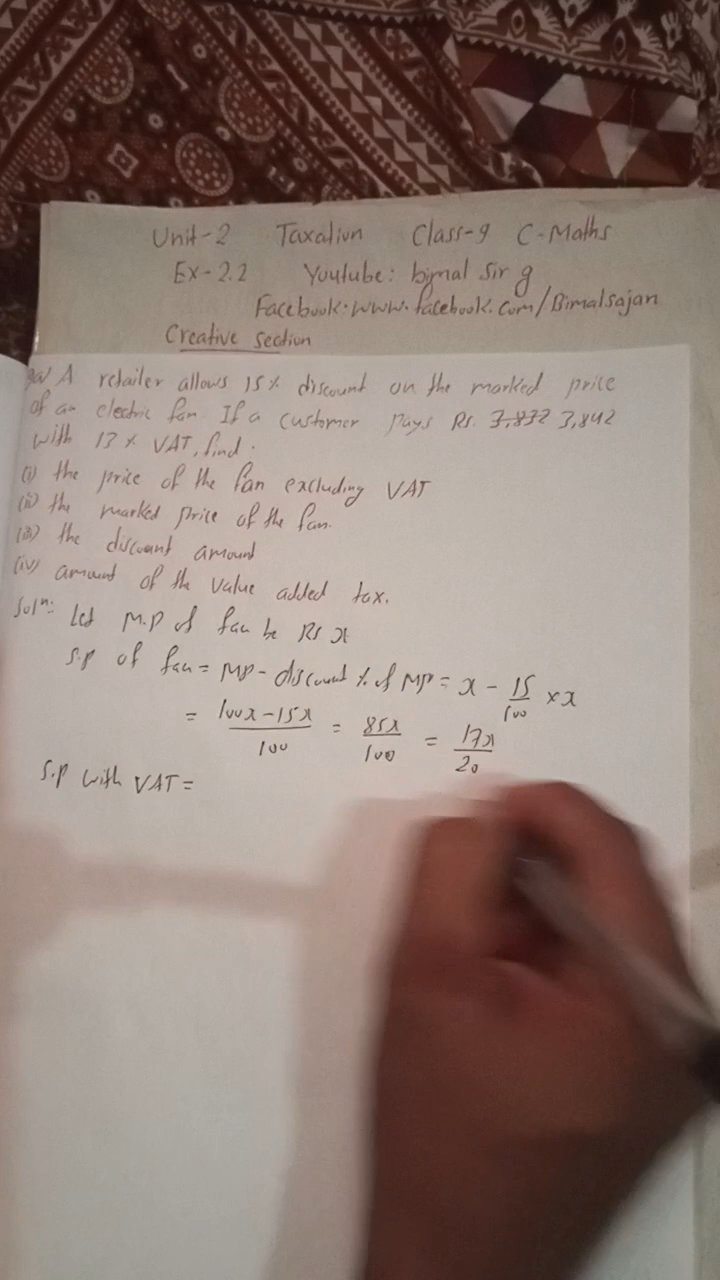 Unit-2 Taxation Class-9 C-Maths
Ex-2.2 Youtube: bimal sir g
Facebook: www.facebook.com/Bimalsajan
Creative section
A retailer allows 15% discount on the marked price
of an electric fan. If a customer pays Rs. 3,842
with 13% VAT, find.
(i) the price of the fan excluding VAT
(ii) the marked price of the fan.
(iii) the discount amount
(iv) amount of the value added tax.
Solⁿ: Let M.P of fan be Rs x
S.P of fan = MP - discount % of MP = x - 15/100 × x
= 100x-15x/100 = 85x/100 = 17x/20
S.P with VAT =